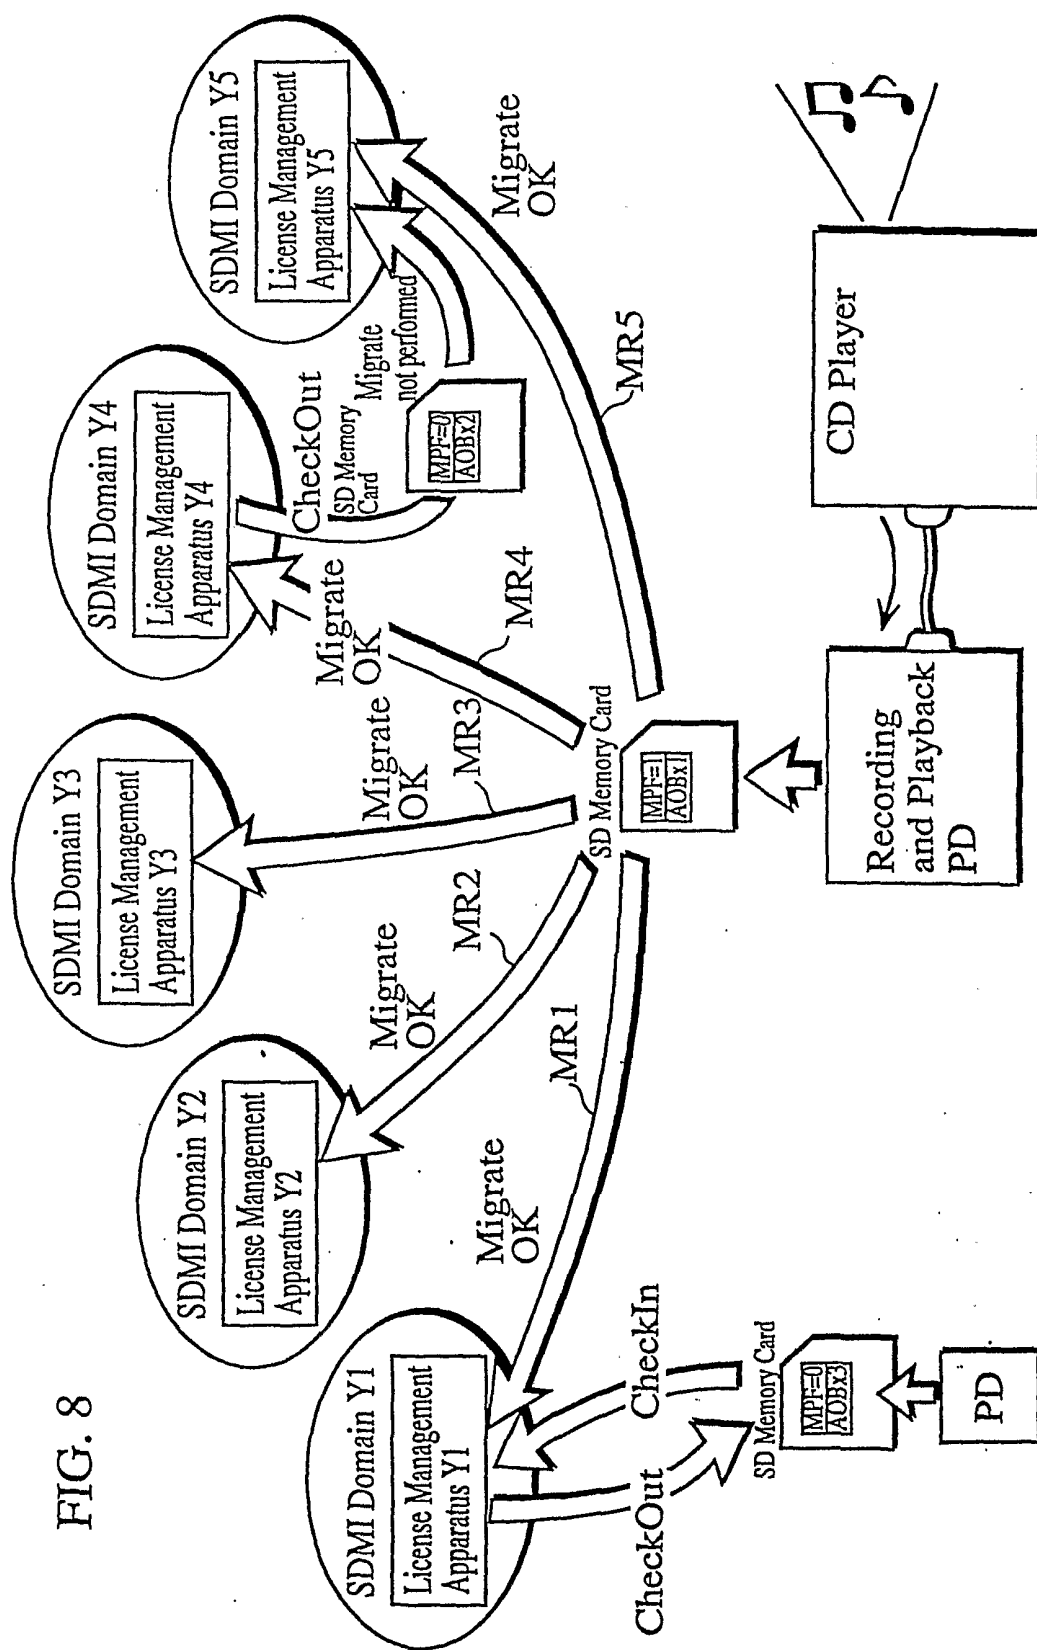 FIG. 8
SDMI Domain Y1
License Management
Apparatus Y1
SDMI Domain Y2
License Management
Apparatus Y2
SDMI Domain Y3
License Management
Apparatus Y3
SDMI Domain Y4
License Management
Apparatus Y4
SDMI Domain Y5
License Management
Apparatus Y5
CheckOut
CheckIn
SD Memory Card
MPF=0
AOBx3
PD
Migrate
OK
MR1
Migrate
OK
MR2
Migrate
OK
MR3
Migrate
OK
MR4
CheckOut
SD Memory
Card
MPF=0
AOBx2
Migrate
not performed
Migrate
OK
MR5
SD Memory Card
MPF=1
AOBx1
Recording
and Playback
PD
CD Player